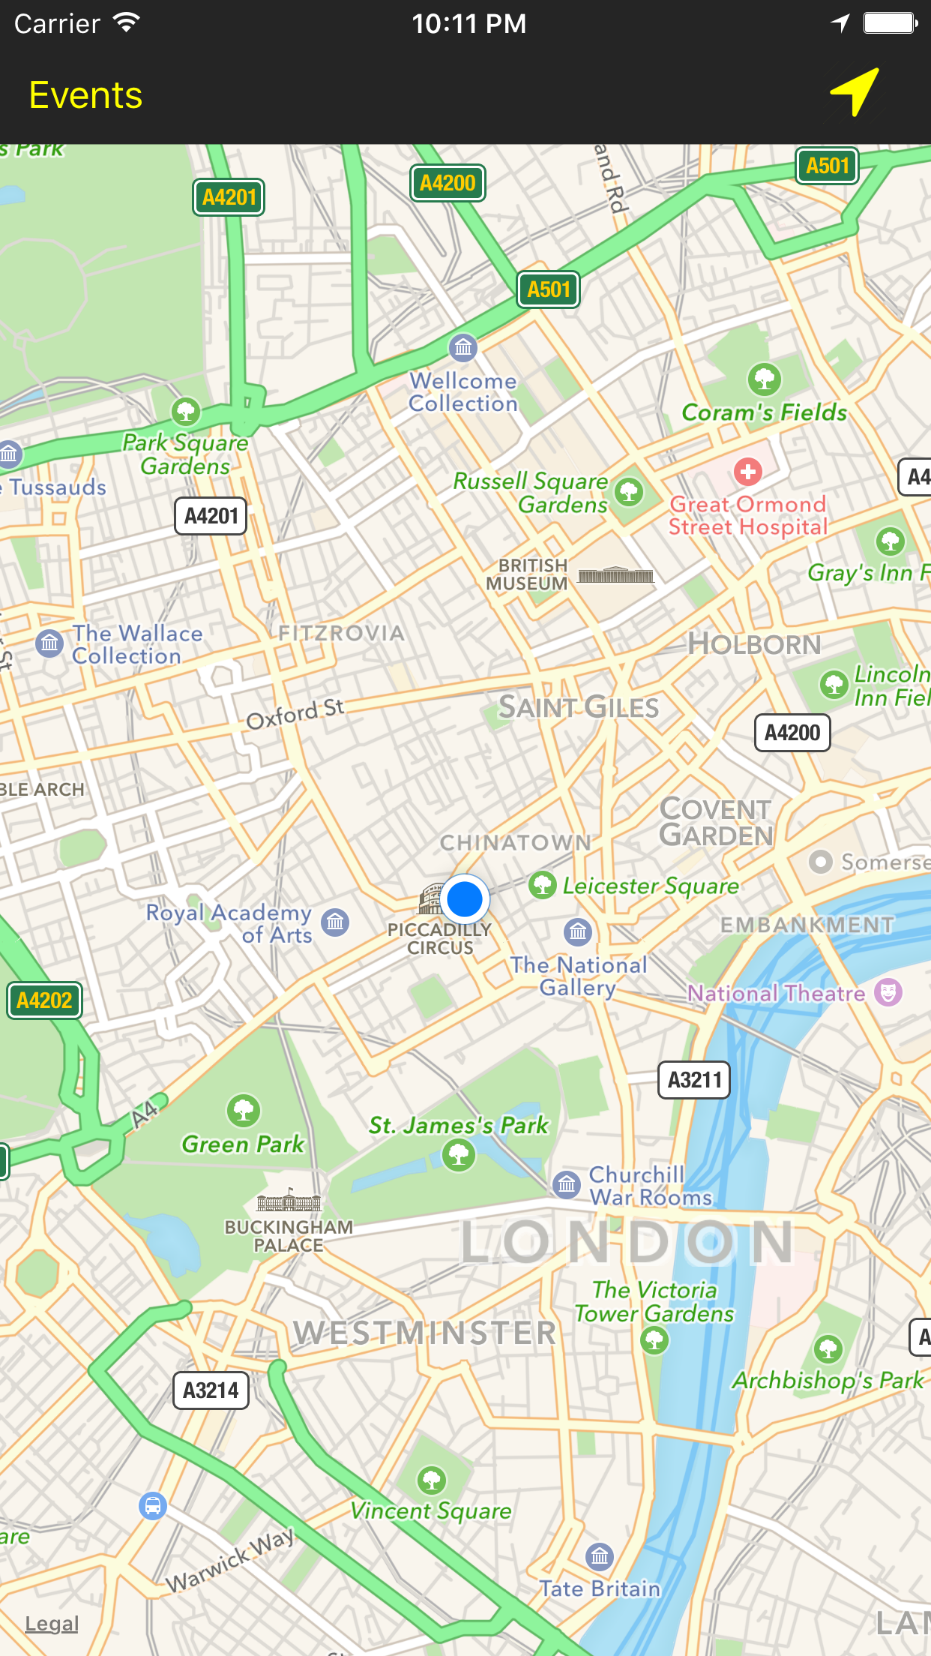 Carrier
10:11 PM
Events
s Park
A4201
A4200
and Rd
A501
A501
Wellcome
Collection
Coram's Fields
Park Square
Gardens
e Tussauds
Russell Square
Gardens
A4
Great Ormond
Street Hospital
A4201
BRITISH
MUSEUM
Gray's Inn F
The Wallace
Collection
FITZROVIA
HOLBORN
r St
Lincoln
Inn Fiel
Oxford St
SAINT GILES
A4200
BLE ARCH
COVENT
GARDEN
CHINATOWN
Somerse
Leicester Square
Royal Academy
of Arts
PICCADILLY
CIRCUS
EMBANKMENT
The National
Gallery
National Theatre
A4202
A3211
A4
Green Park
St. James's Park
Churchill
War Rooms
BUCKINGHAM
PALACE
LONDON
The Victoria
Tower Gardens
WESTMINSTER
A
Archbishop's Park
A3214
Vincent Square
are
Warwick Way
Tate Britain
Legal
LAM
St